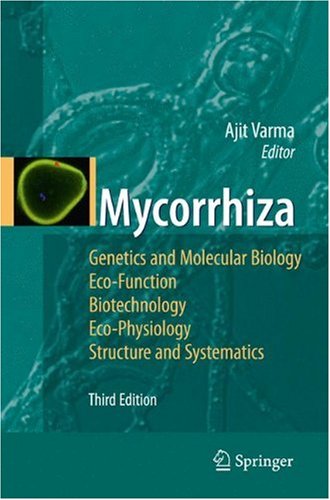 Ajit Varma
Editor
Mycorrhiza
Genetics and Molecular Biology
Eco-Function
Biotechnology
Eco-Physiology
Structure and Systematics
Third Edition
Springer